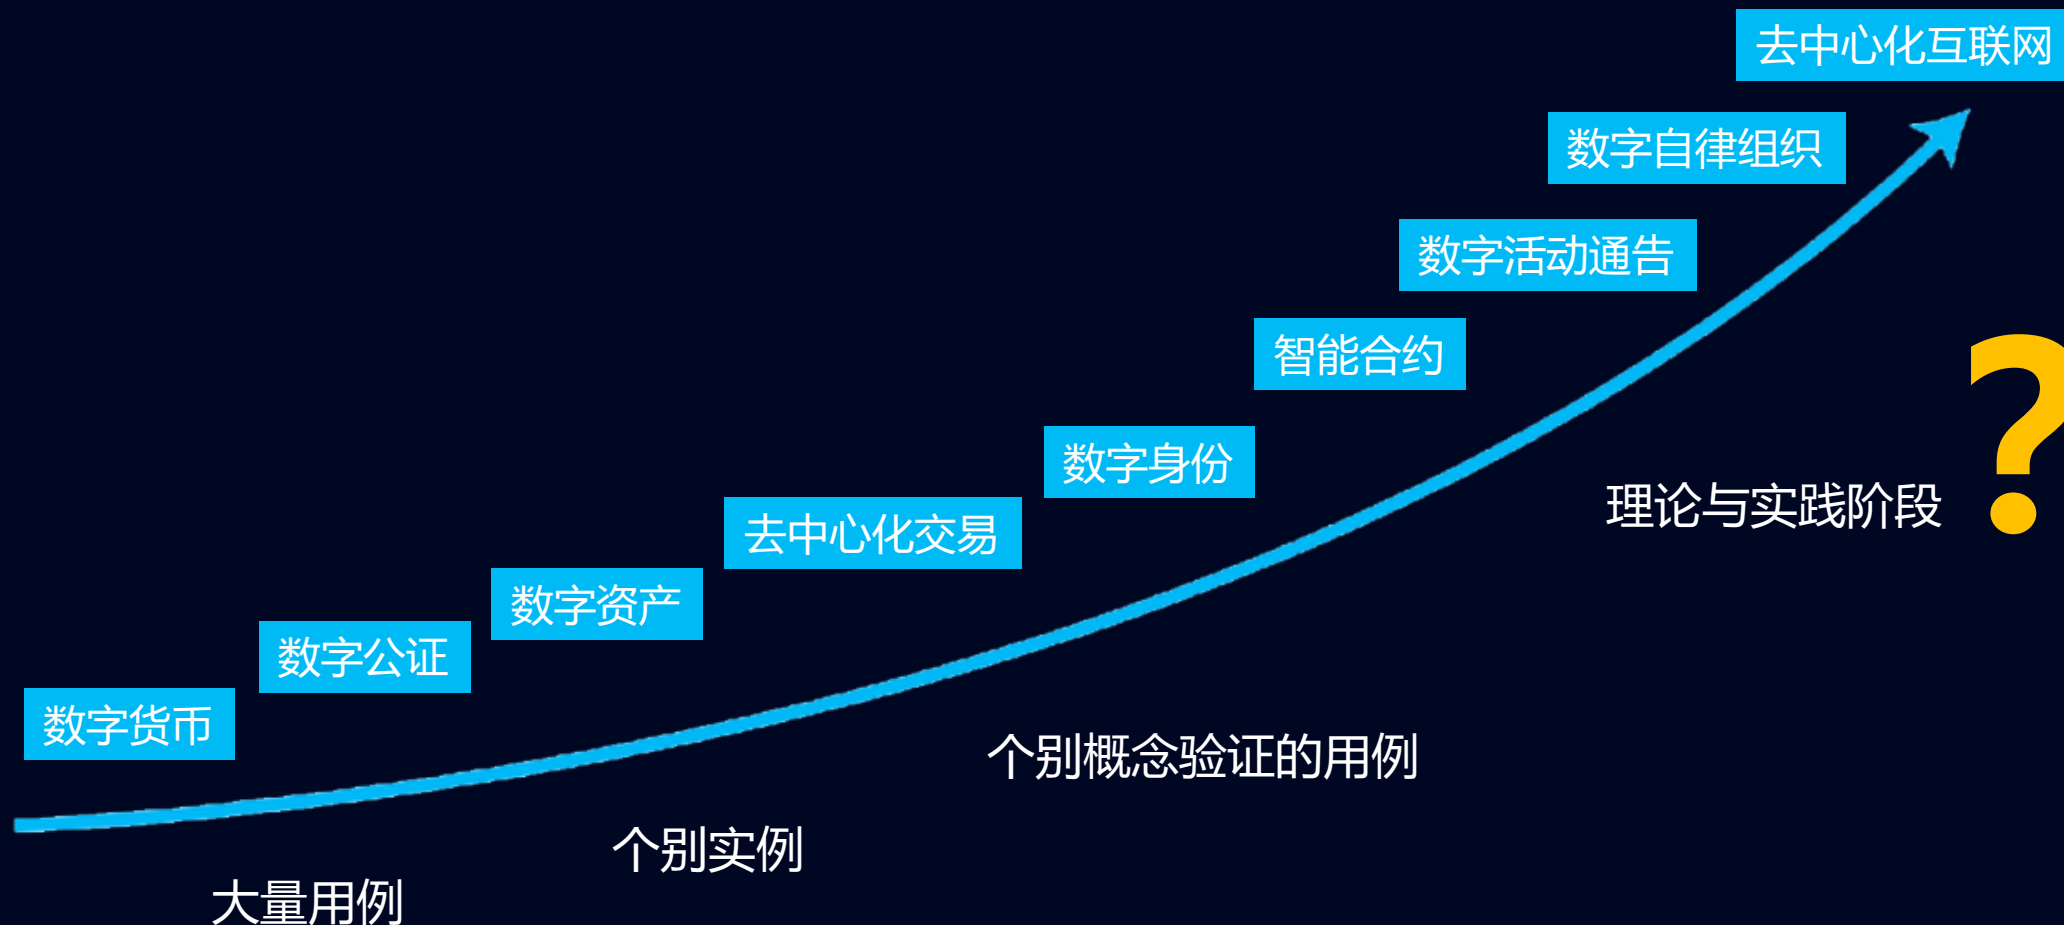 去中心化互联网
数字自律组织
数字活动通告
智能合约
数字身份
去中心化交易
数字资产
数字公证
数字货币
?
理论与实践阶段
个别概念验证的用例
个别实例
大量用例